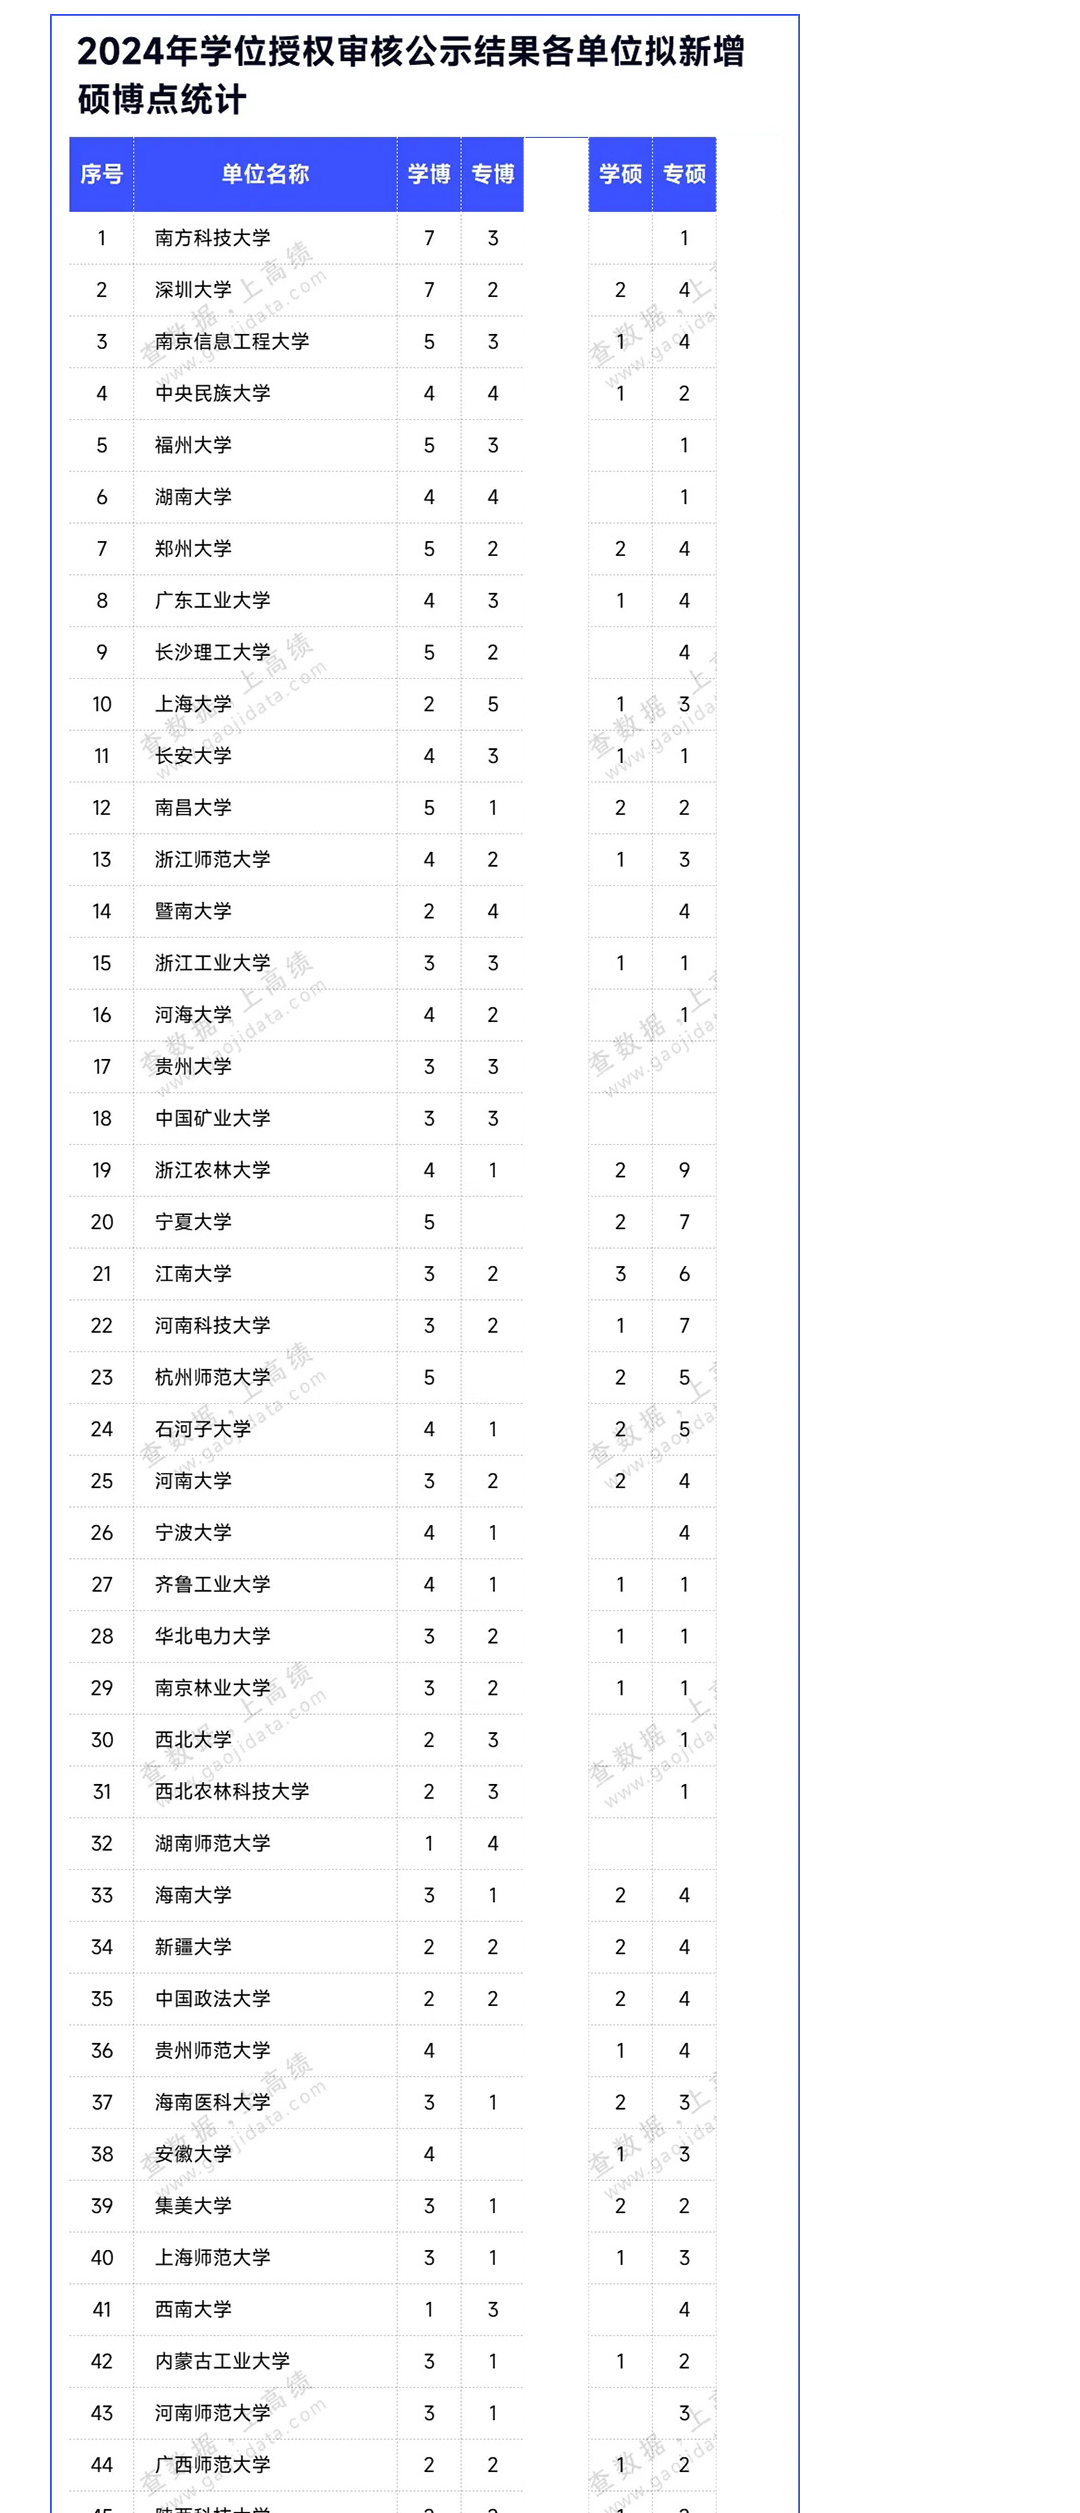 2024年学位授权审核公示结果各单位拟新增
硕博点统计
序号 单位名称 学博 专博 学硕 专硕
1 南方科技大学 7 3 1
2 深圳大学 7 2 2 4
3 南京信息工程大学 5 3 1 4
4 中央民族大学 4 4 1 2
5 福州大学 5 3 1
6 湖南大学 4 4 1
7 郑州大学 5 2 2 4
8 广东工业大学 4 3 1 4
9 长沙理工大学 5 2 4
10 上海大学 2 5 1 3
11 长安大学 4 3 1 1
12 南昌大学 5 1 2 2
13 浙江师范大学 4 2 1 3
14 暨南大学 2 4 4
15 浙江工业大学 3 3 1 1
16 河海大学 4 2 1
17 贵州大学 3 3
18 中国矿业大学 3 3
19 浙江农林大学 4 1 2 9
20 宁夏大学 5 2 7
21 江南大学 3 2 3 6
22 河南科技大学 3 2 1 7
23 杭州师范大学 5 2 5
24 石河子大学 4 1 2 5
25 河南大学 3 2 2 4
26 宁波大学 4 1 4
27 齐鲁工业大学 4 1 1 1
28 华北电力大学 3 2 1 1
29 南京林业大学 3 2 1 1
30 西北大学 2 3 1
31 西北农林科技大学 2 3 1
32 湖南师范大学 1 4
33 海南大学 3 1 2 4
34 新疆大学 2 2 2 4
35 中国政法大学 2 2 2 4
36 贵州师范大学 4 1 4
37 海南医科大学 3 1 2 3
38 安徽大学 4 1 3
39 集美大学 3 1 2 2
40 上海师范大学 3 1 1 3
41 西南大学 1 3 4
42 内蒙古工业大学 3 1 1 2
43 河南师范大学 3 1 3
44 广西师范大学 2 2 1 2
查数据，上高绩
www.gaojidata.com